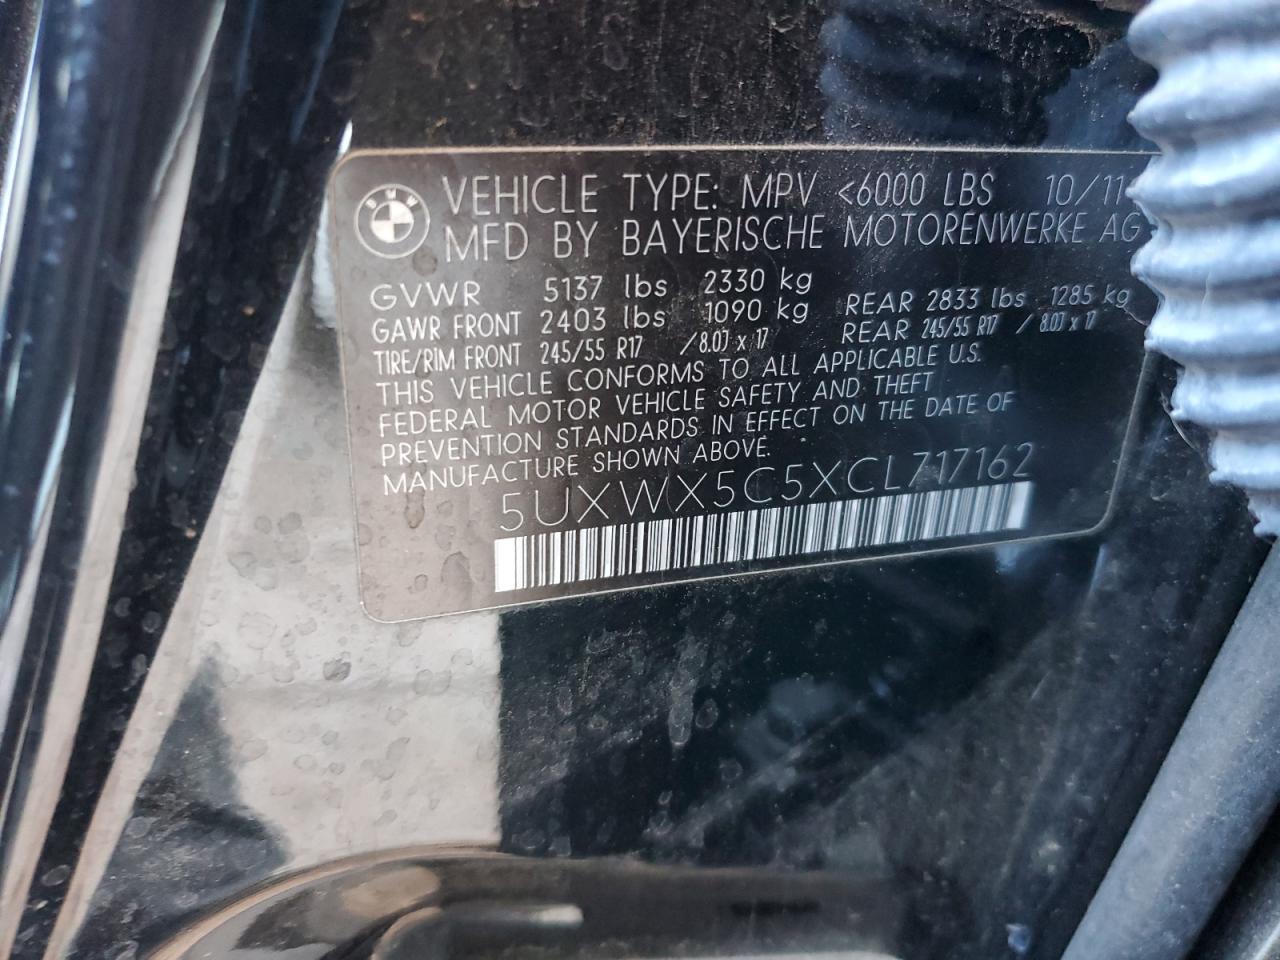 BMW
VEHICLE TYPE: MPV <6000 LBS 10/11
MFD BY BAYERISCHE MOTORENWERKE AG
GVWR 5137 lbs 2330 kg
GAWR FRONT 2403 lbs 1090 kg REAR 2833 lbs 1285 kg
TIRE/RIM FRONT 245/55 R17 /8.0J x 17 REAR 245/55 R17 /8.0J x 17
THIS VEHICLE CONFORMS TO ALL APPLICABLE U.S.
FEDERAL MOTOR VEHICLE SAFETY AND THEFT
PREVENTION STANDARDS IN EFFECT ON THE DATE OF
MANUFACTURE SHOWN ABOVE.
5UXWX5C5XCL717162